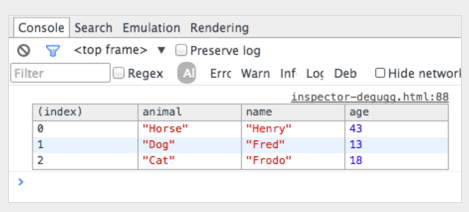 Console Search Emulation Rendering
<top frame> ▼ Preserve log
Filter Regex All Errc Warn Inf Log Deb Hide network
inspector-degugg.html:88
(index) animal name age
0 "Horse" "Henry" 43
1 "Dog" "Fred" 13
2 "Cat" "Frodo" 18
>